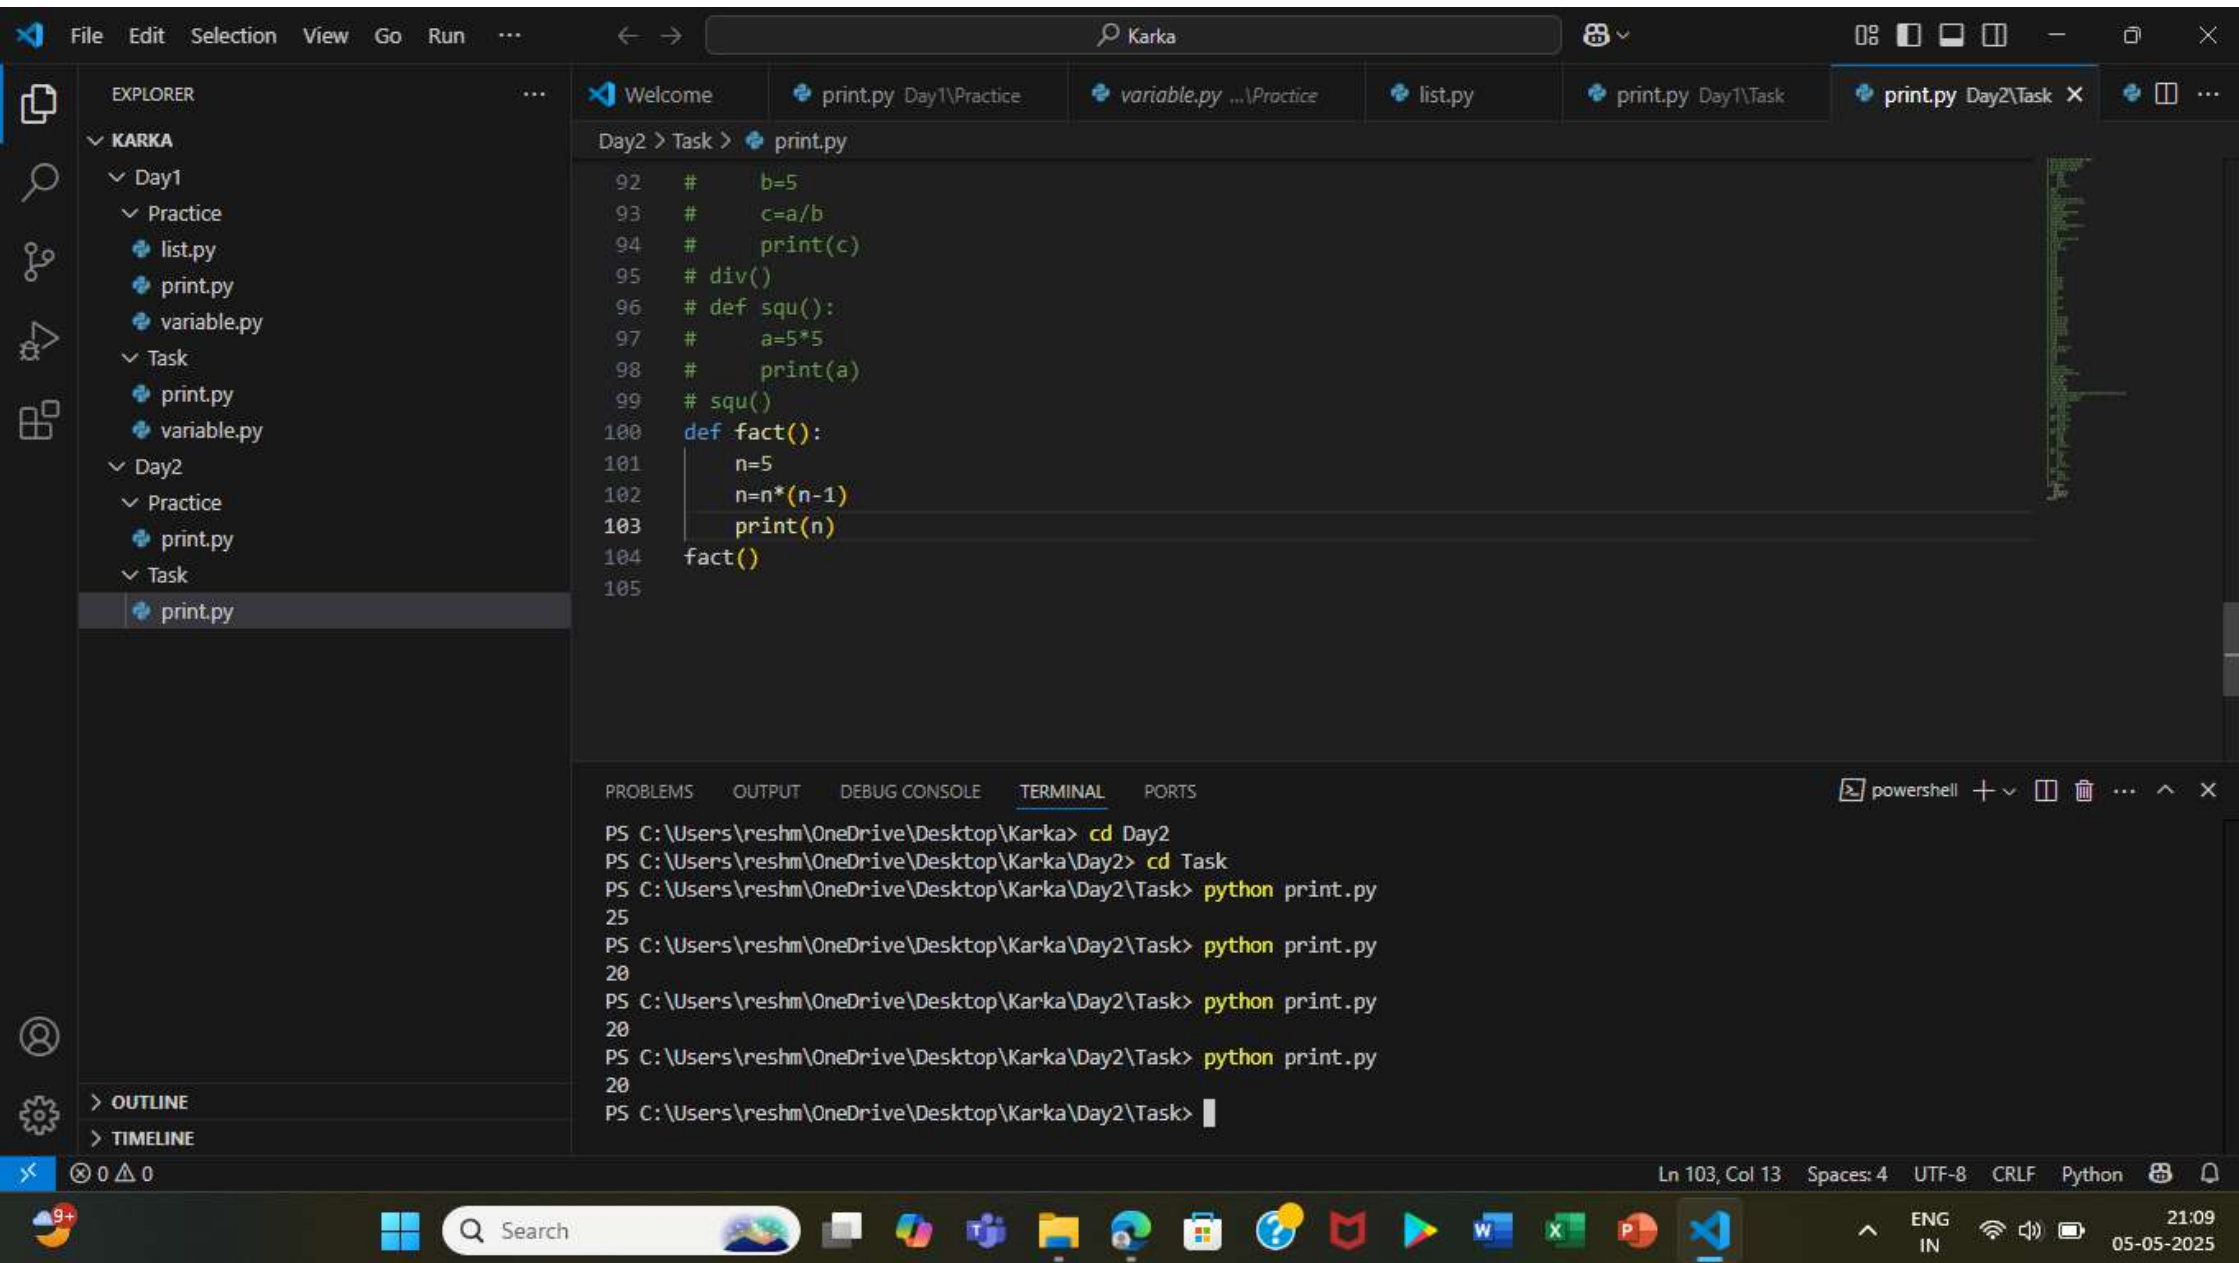 File Edit Selection View Go Run ···
Karka
EXPLORER
Welcome
print.py Day1\Practice
variable.py ...\Practice
list.py
print.py Day1\Task
print.py Day2\Task
KARKA
Day1
Practice
list.py
print.py
variable.py
Task
print.py
variable.py
Day2
Practice
print.py
Task
print.py
OUTLINE
TIMELINE
Day2 > Task > print.py
92 #     b=5
93 #     c=a/b
94 #     print(c)
95 # div()
96 # def squ():
97 #     a=5*5
98 #     print(a)
99 # squ()
100 def fact():
101     n=5
102     n=n*(n-1)
103     print(n)
104 fact()
105
PROBLEMS OUTPUT DEBUG CONSOLE TERMINAL PORTS
powershell
PS C:\Users\reshm\OneDrive\Desktop\Karka> cd Day2
PS C:\Users\reshm\OneDrive\Desktop\Karka\Day2> cd Task
PS C:\Users\reshm\OneDrive\Desktop\Karka\Day2\Task> python print.py
25
PS C:\Users\reshm\OneDrive\Desktop\Karka\Day2\Task> python print.py
20
PS C:\Users\reshm\OneDrive\Desktop\Karka\Day2\Task> python print.py
20
PS C:\Users\reshm\OneDrive\Desktop\Karka\Day2\Task> python print.py
20
PS C:\Users\reshm\OneDrive\Desktop\Karka\Day2\Task>
0 0
Ln 103, Col 13 Spaces: 4 UTF-8 CRLF Python
9+
Search
ENG
IN
21:09
05-05-2025